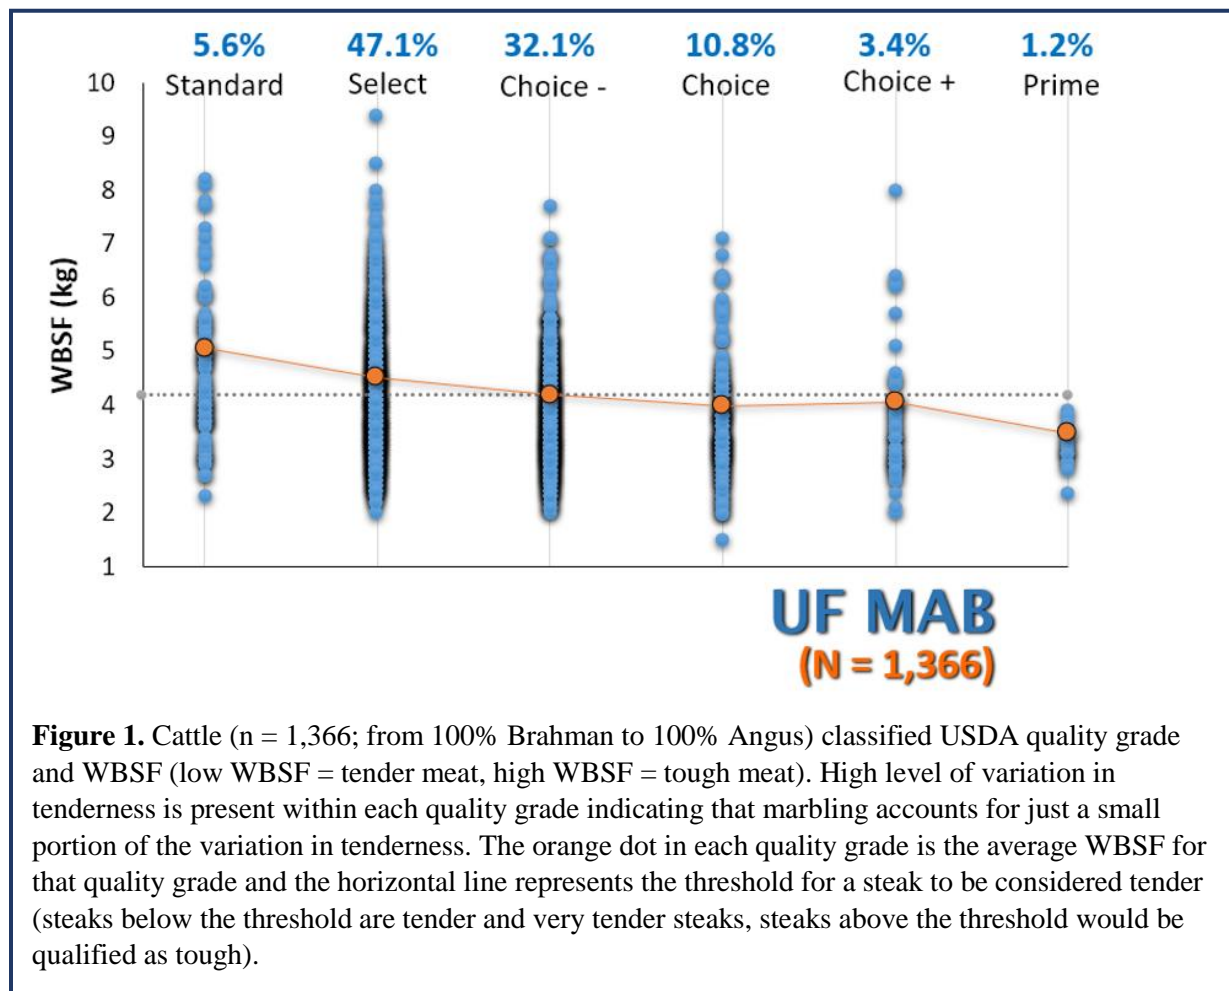 5.6% 47.1% 32.1% 10.8% 3.4% 1.2%
Standard Select Choice - Choice Choice + Prime
10
9
8
7
6
5
4
3
2
1
WBSF (kg)
UF MAB
(N = 1,366)
Figure 1. Cattle (n = 1,366; from 100% Brahman to 100% Angus) classified USDA quality grade
and WBSF (low WBSF = tender meat, high WBSF = tough meat). High level of variation in
tenderness is present within each quality grade indicating that marbling accounts for just a small
portion of the variation in tenderness. The orange dot in each quality grade is the average WBSF for
that quality grade and the horizontal line represents the threshold for a steak to be considered tender
(steaks below the threshold are tender and very tender steaks, steaks above the threshold would be
qualified as tough).